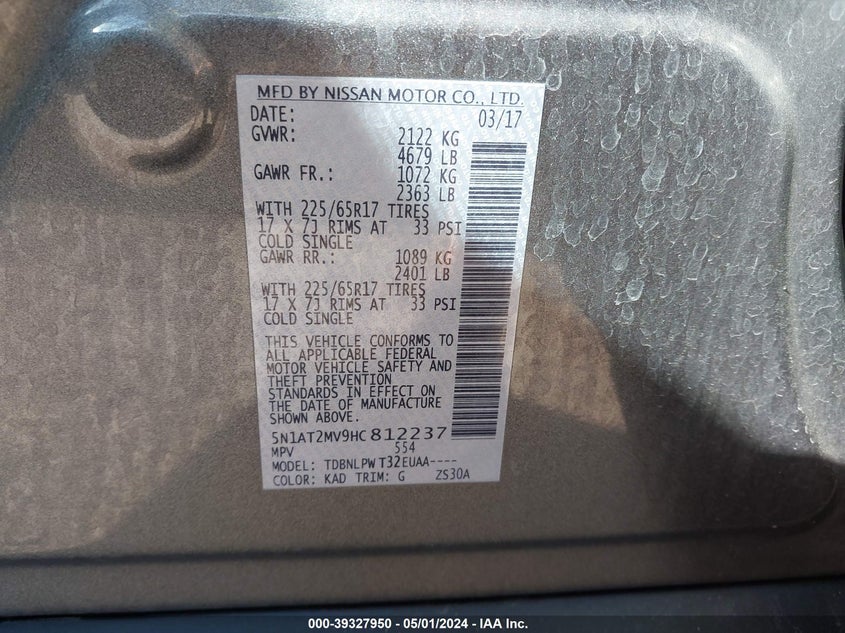 MFD BY NISSAN MOTOR CO., LTD.
DATE: 03/17
GVWR: 2122 KG
4679 LB
GAWR FR.: 1072 KG
2363 LB
WITH 225/65R17 TIRES
17 X 7J RIMS AT 33 PSI
COLD SINGLE
GAWR RR.: 1089 KG
2401 LB
WITH 225/65R17 TIRES
17 X 7J RIMS AT 33 PSI
COLD SINGLE
THIS VEHICLE CONFORMS TO
ALL APPLICABLE FEDERAL
MOTOR VEHICLE SAFETY AND
THEFT PREVENTION
STANDARDS IN EFFECT ON
THE DATE OF MANUFACTURE
SHOWN ABOVE.
5N1AT2MV9HC812237
MPV 554
MODEL: TDBNLPW T32EUAA----
COLOR: KAD TRIM: G ZS30A
000-39327950 - 05/01/2024 - IAA Inc.